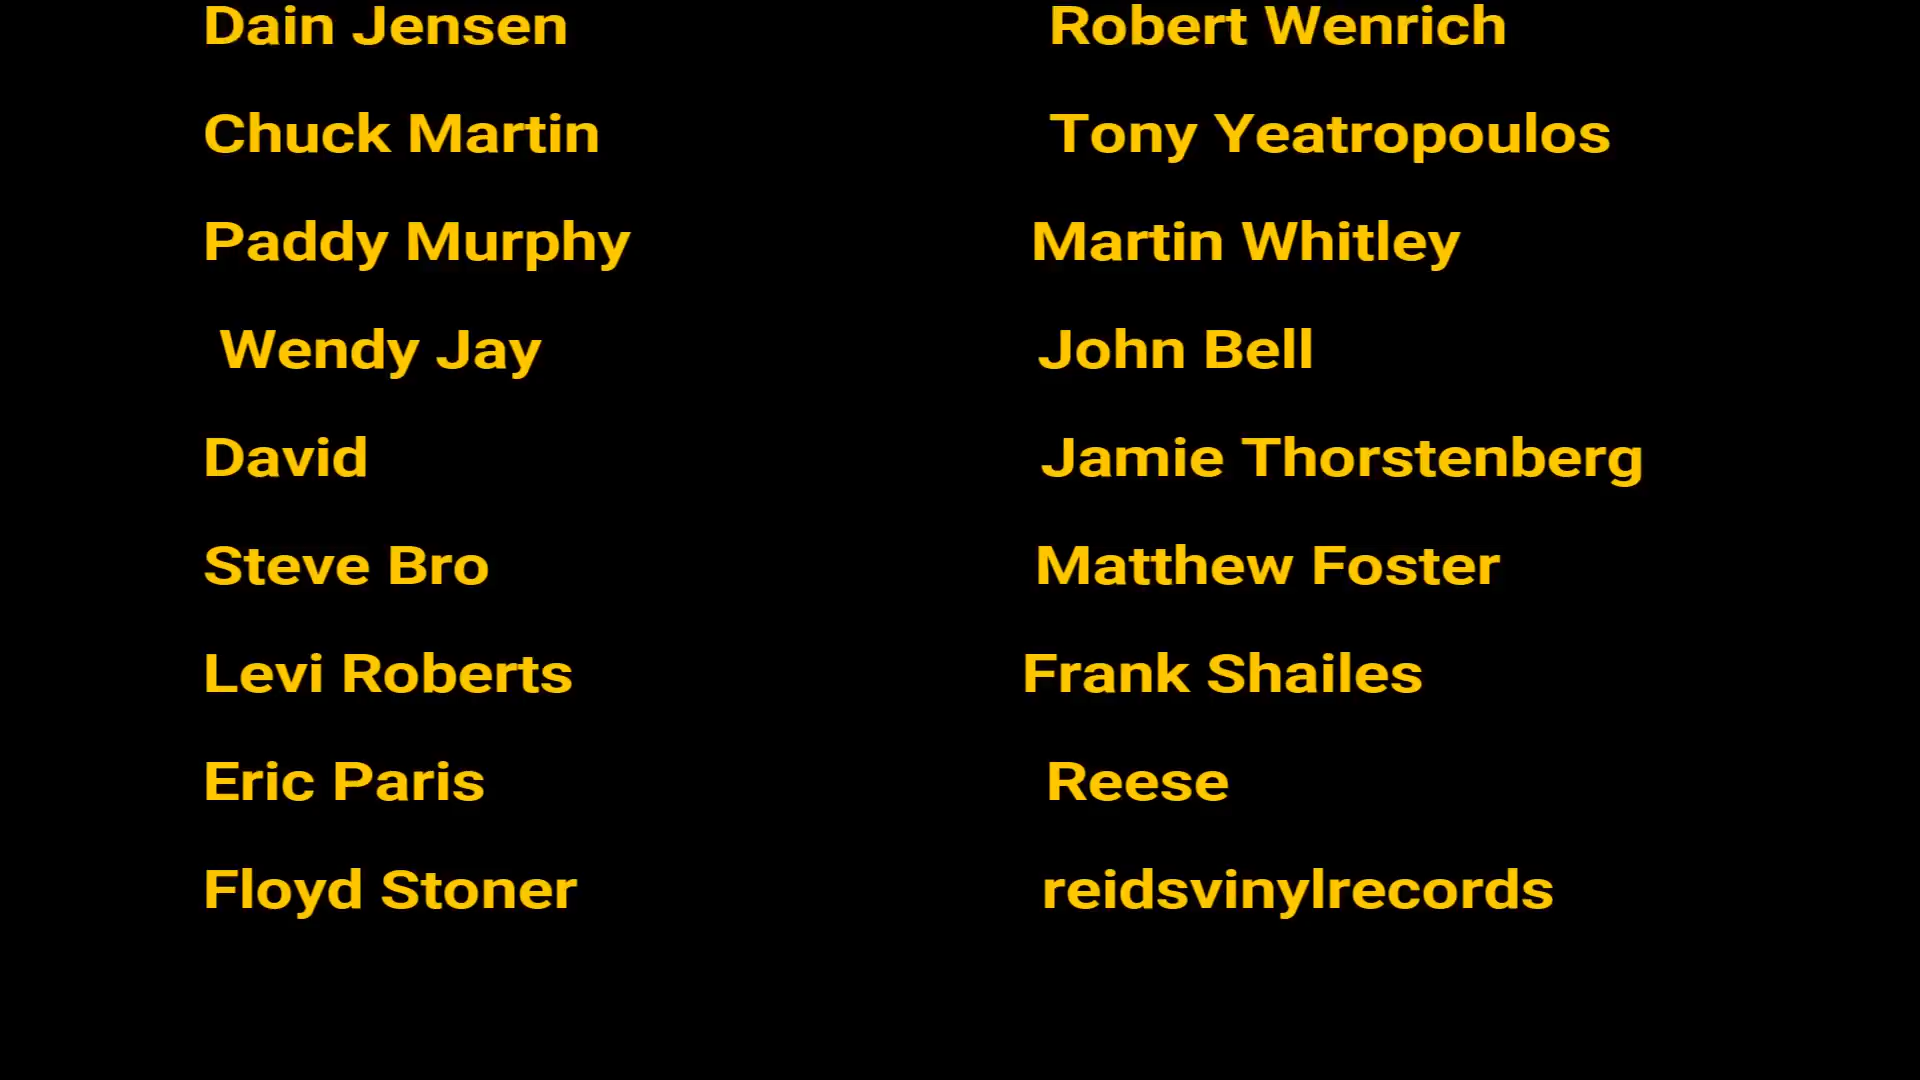 Dain Jensen Robert Wenrich
Chuck Martin Tony Yeatropoulos
Paddy Murphy Martin Whitley
Wendy Jay John Bell
David Jamie Thorstenberg
Steve Bro Matthew Foster
Levi Roberts Frank Shailes
Eric Paris Reese
Floyd Stoner reidsvinylrecords